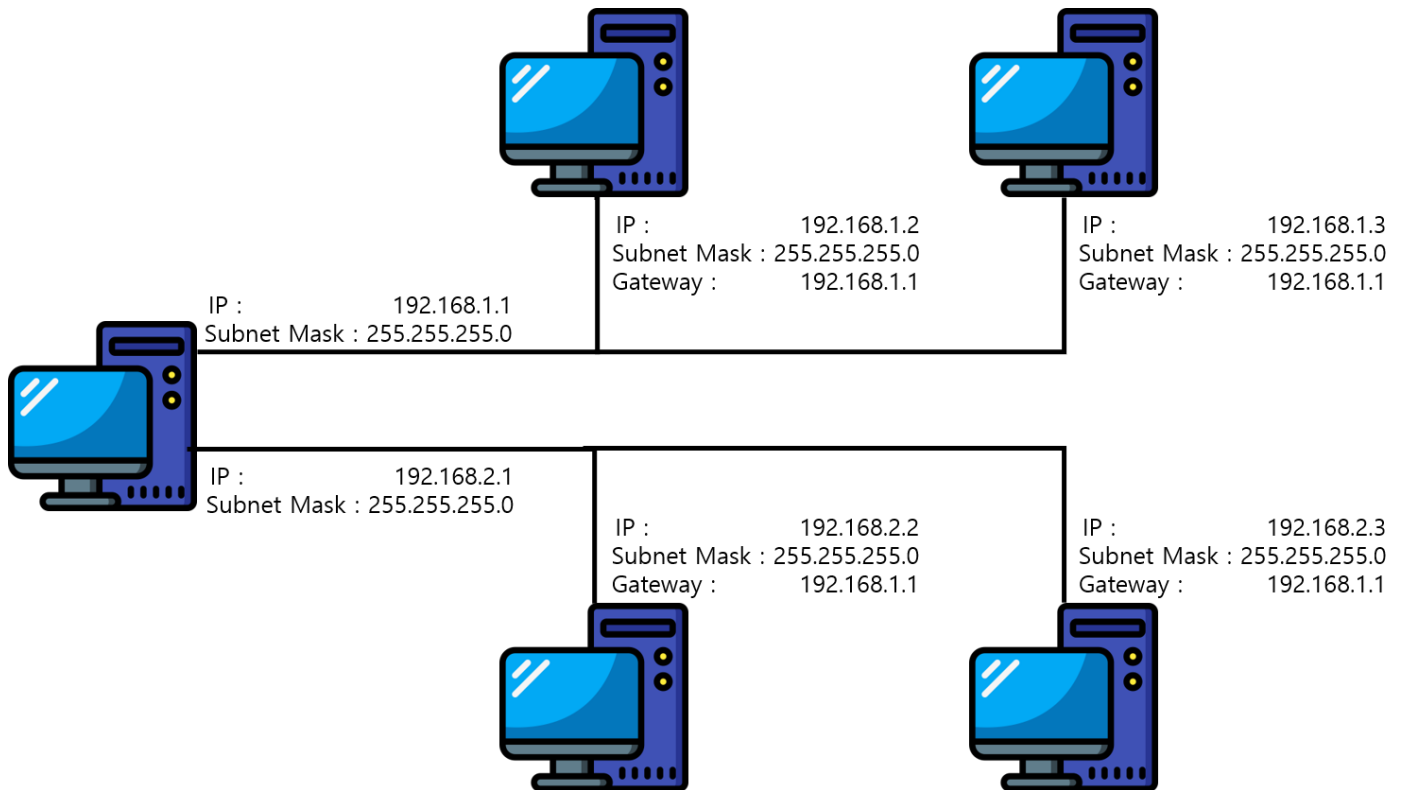 IP : 192.168.1.2
Subnet Mask : 255.255.255.0
Gateway : 192.168.1.1
IP : 192.168.1.3
Subnet Mask : 255.255.255.0
Gateway : 192.168.1.1
IP : 192.168.1.1
Subnet Mask : 255.255.255.0
IP : 192.168.2.1
Subnet Mask : 255.255.255.0
IP : 192.168.2.2
Subnet Mask : 255.255.255.0
Gateway : 192.168.1.1
IP : 192.168.2.3
Subnet Mask : 255.255.255.0
Gateway : 192.168.1.1